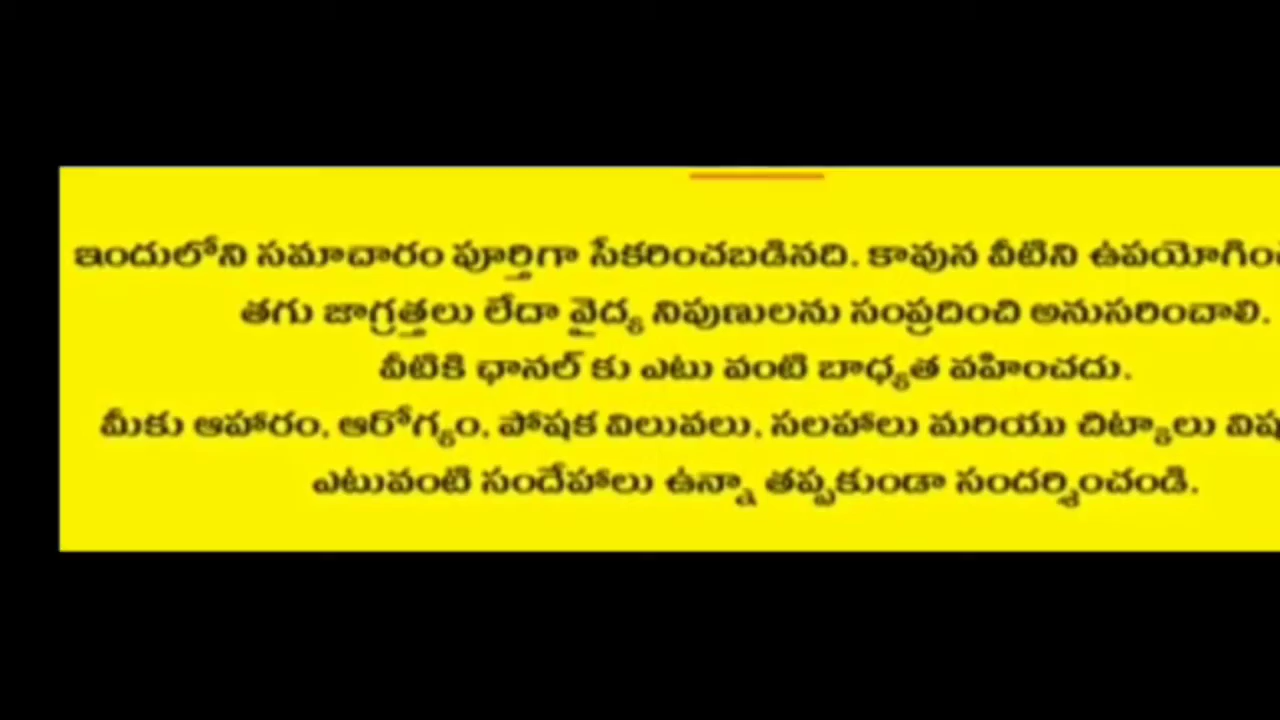 ఇందులోని సమాచారం పూర్తిగా సేకరించబడినది. కావున వీటిని
తగు జాగ్రత్తలు లేదా వైద్య నిపుణులను సంప్రదించి అనుసరించాలి.
వీటికి ఛానల్ కు ఎటు వంటి బాధ్యత వహించదు.
మీకు ఆహారం, ఆరోగ్యం, పోషక విలువలు, సలహాలు మరియు చిట్కాలు
ఎటువంటి సందేహాలు ఉన్నా తప్పకుండా సందర్శించండి.